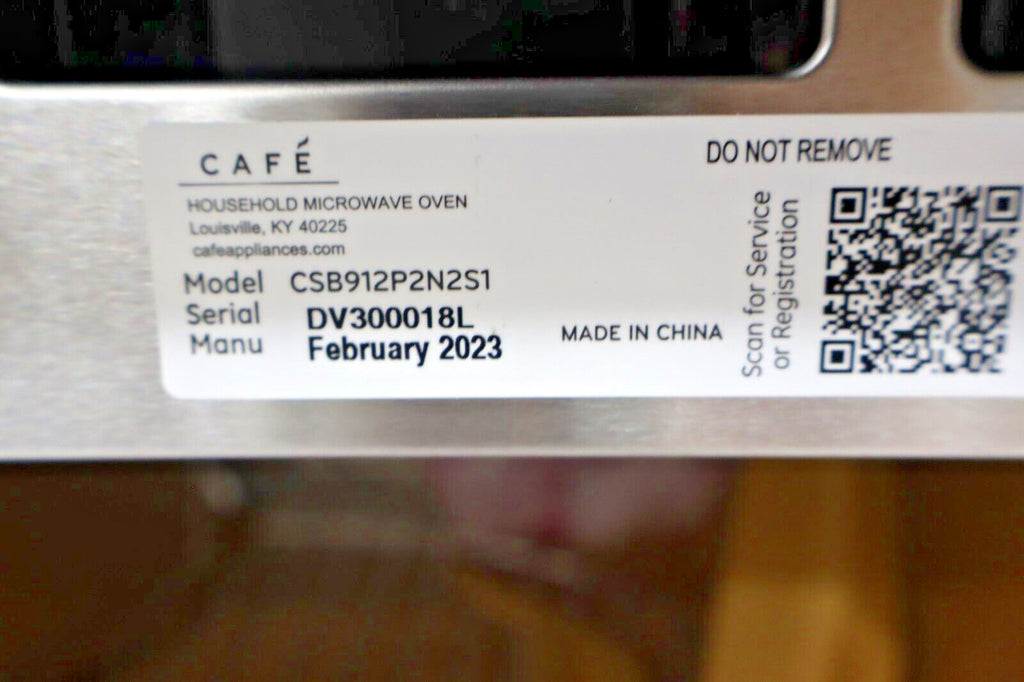 CAFÉ
HOUSEHOLD MICROWAVE OVEN
Louisville, KY 40225
cafeappliances.com
Model CSB912P2N2S1
Serial DV300018L
Manu February 2023
MADE IN CHINA
DO NOT REMOVE
Scan for Service
or Registration